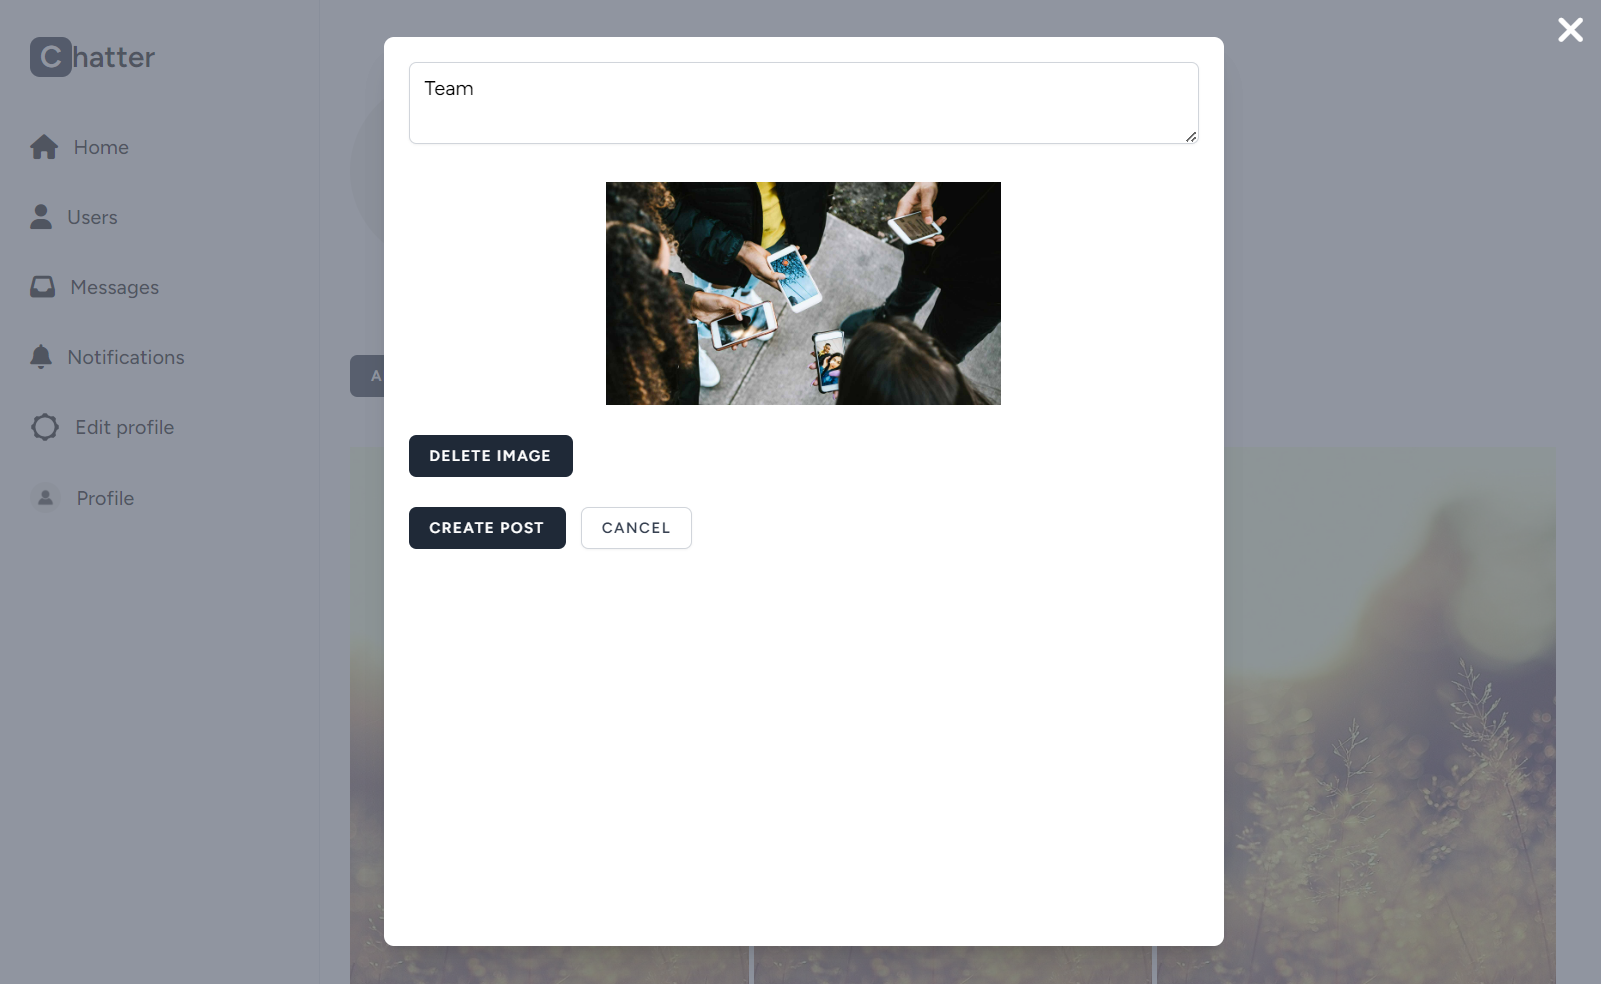 Chatter
Home
Users
Messages
Notifications
Edit profile
Profile
A
Team
DELETE IMAGE
CREATE POST
CANCEL